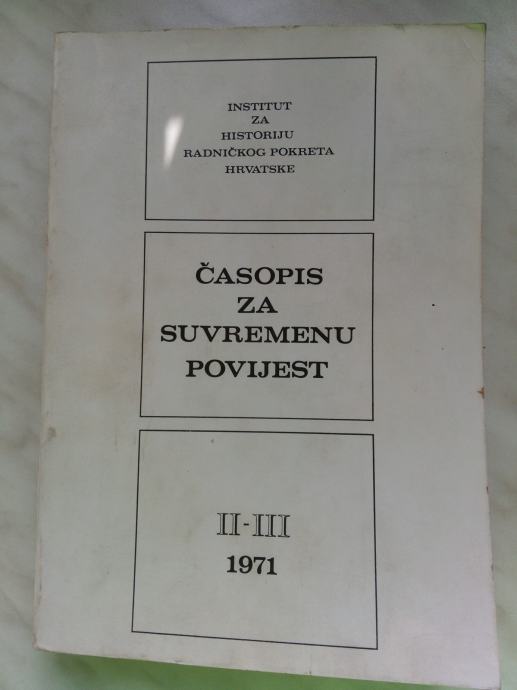 INSTITUT
ZA
HISTORIJU
RADNIČKOG POKRETA
HRVATSKE
ČASOPIS
ZA
SUVREMENU
POVIJEST
II-III
1971